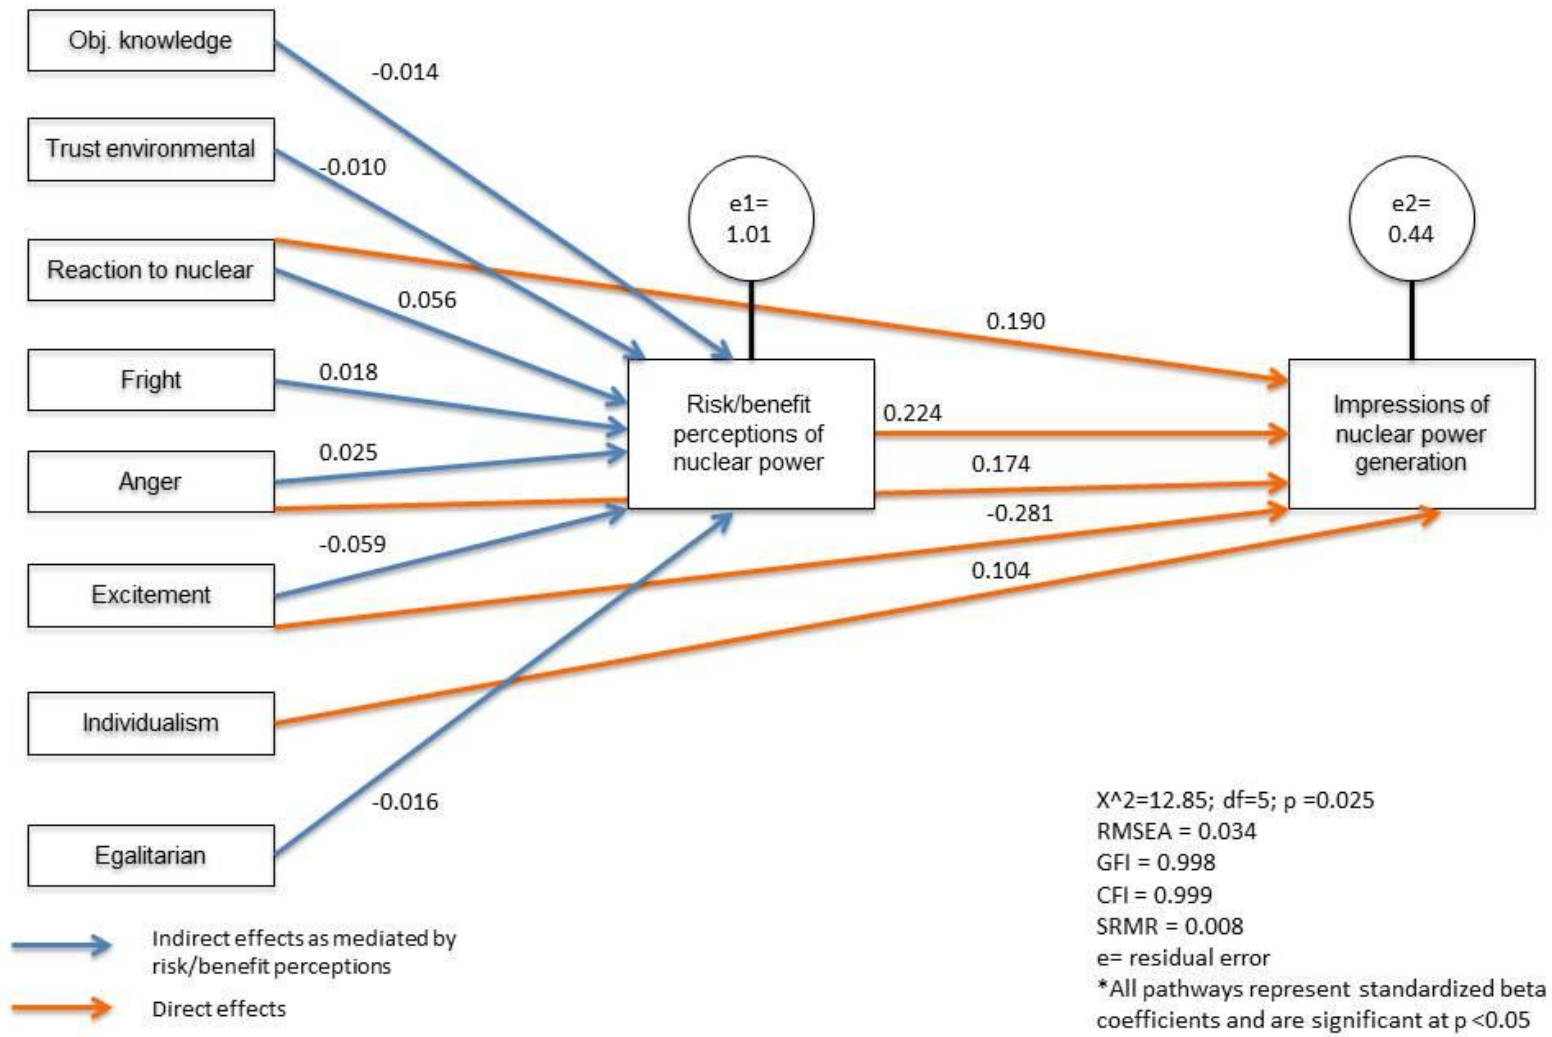 Obj. knowledge
-0.014
Trust environmental
-0.010
e1=
1.01
e2=
0.44
Reaction to nuclear
0.056
0.190
Fright
0.018
Risk/benefit
perceptions of
nuclear power
0.224
Impressions of
nuclear power
generation
Anger
0.025
0.174
-0.281
Excitement
-0.059
0.104
Individualism
-0.016
Egalitarian
Indirect effects as mediated by
risk/benefit perceptions
Direct effects
X^2=12.85; df=5; p =0.025
RMSEA = 0.034
GFI = 0.998
CFI = 0.999
SRMR = 0.008
e= residual error
*All pathways represent standardized beta
coefficients and are significant at p <0.05